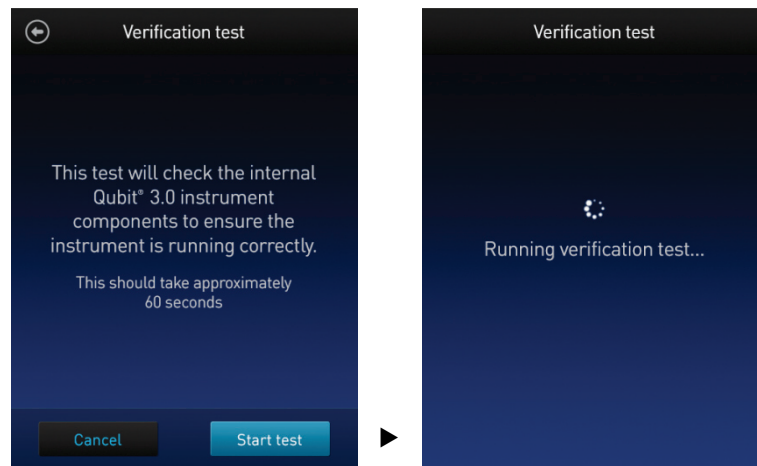 Verification test
This test will check the internal
Qubit® 3.0 instrument
components to ensure the
instrument is running correctly.
This should take approximately
60 seconds
Cancel
Start test
Verification test
Running verification test...